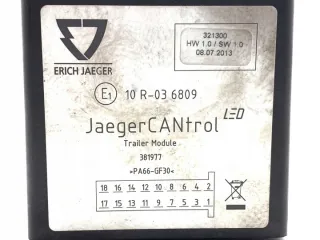 ERICH JAEGER
321300
HW 1.0 / SW 1.0
08.07.2013
E1 10 R-03 6809
JaegerCANtrol LED
Trailer Module
381977
>PA66-GF30<
18 16 14 12 10 8 6 4 2
17 15 13 11 9 7 5 3 1